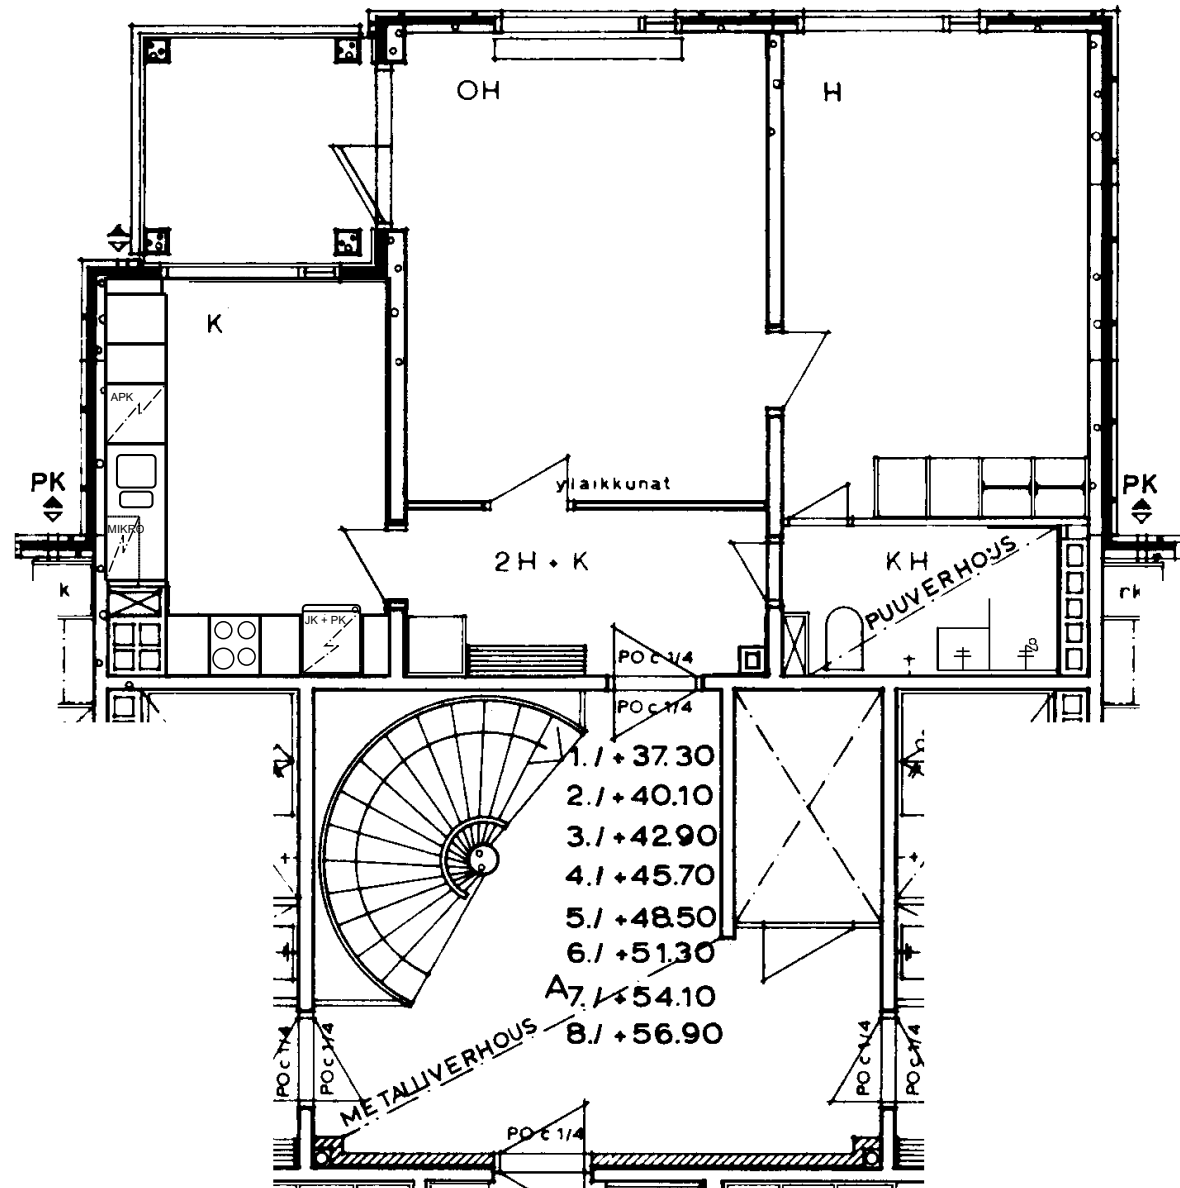 OH
H
K
APK
PK
PK
ylaikkunat
MIKRO
2H + K
KH
PUUVERHOUS
k
rk
JK + PK
PO c 1/4
PO c 1/4
1./ +37.30
2./ +40.10
3./ +42.90
4./ +45.70
5./ +48.50
6./ +51.30
A
7./ +54.10
8./ +56.90
METALLIVERHOUS
PO c 1/4
PO c 1/4
PO c 1/4
PO c 1/4
PO c 1/4